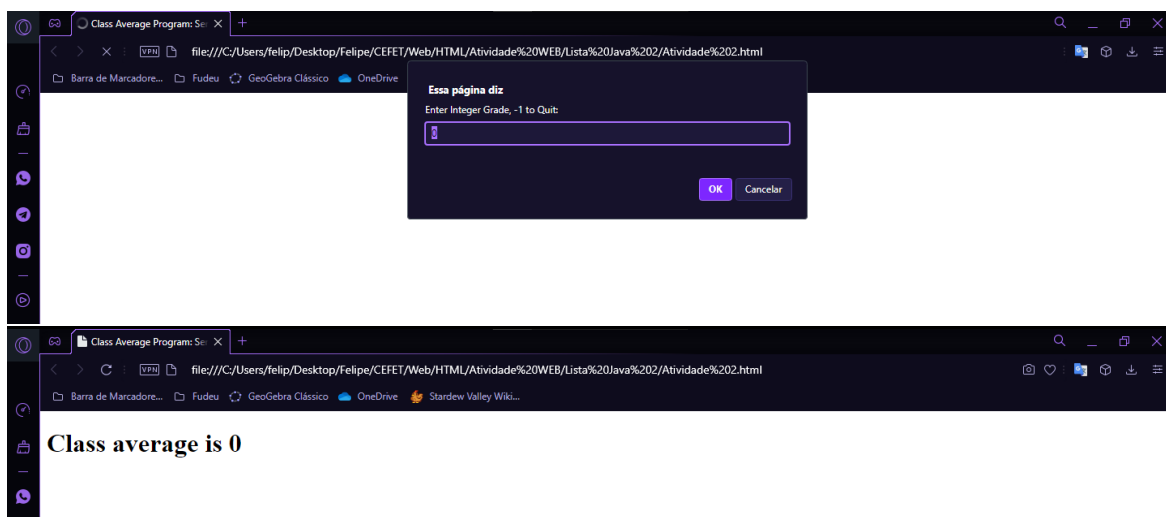 Class Average Program: Se
VPN file:///C:/Users/felip/Desktop/Felipe/CEFET/Web/HTML/Atividade%20WEB/Lista%20Java%202/Atividade%202.html
Barra de Marcadore... Fudeu GeoGebra Clássico OneDrive
Essa página diz
Enter Integer Grade, -1 to Quit:
0
OK Cancelar
Class Average Program: Se
VPN file:///C:/Users/felip/Desktop/Felipe/CEFET/Web/HTML/Atividade%20WEB/Lista%20Java%202/Atividade%202.html
Barra de Marcadore... Fudeu GeoGebra Clássico OneDrive Stardew Valley Wiki...
Class average is 0